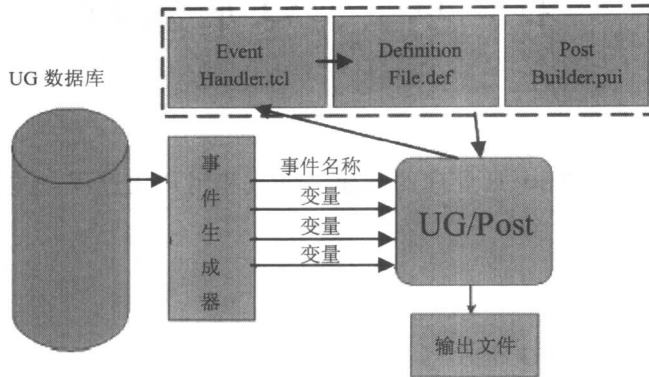 Event
Handler.tcl
Definition
File.def
Post
Builder.pui
UG 数据库
事件生成器
事件名称
变量
变量
变量
UG/Post
输出文件